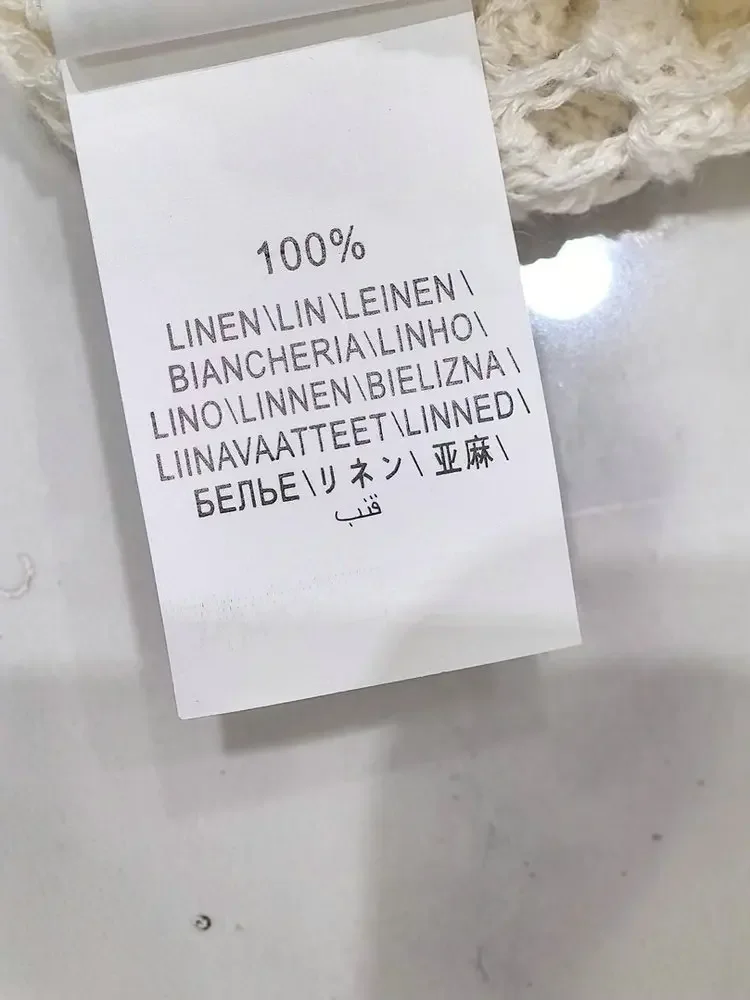 100%
LINEN\LIN\LEINEN\
BIANCHERIA\LINHO\
LINO\LINNEN\BIELIZNA\
LIINAVAATTEET\LINNED\
БЕЛЬЕ\リネン\亚麻\
قنب